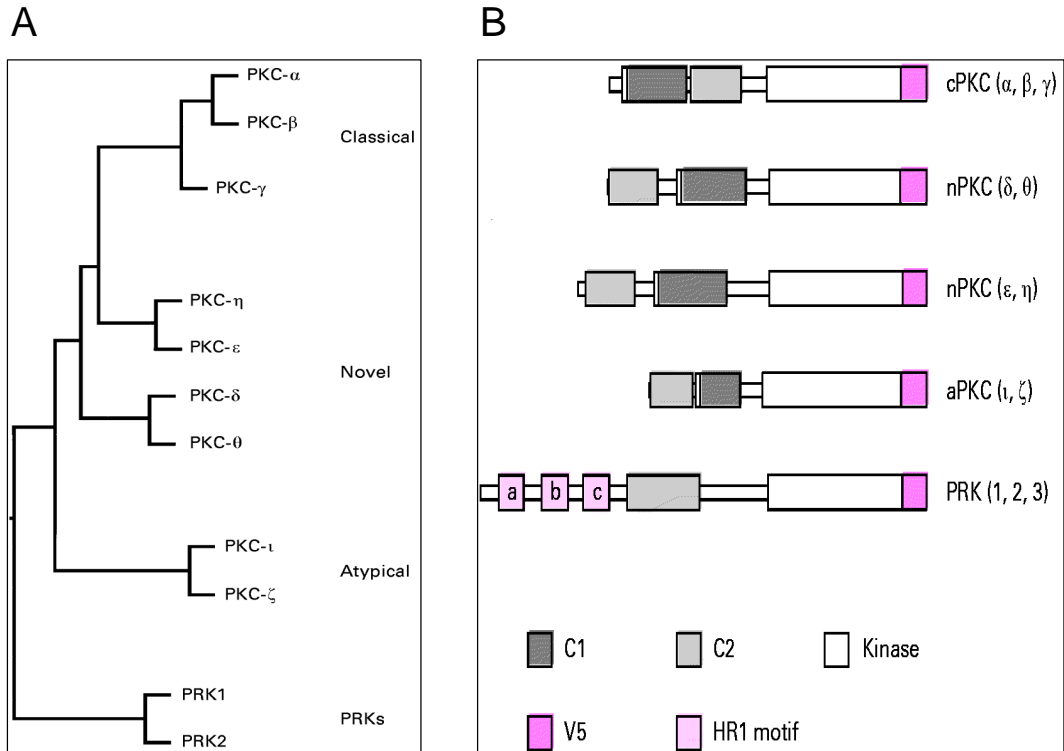 A
PKC-α
PKC-β
Classical
PKC-γ
PKC-η
PKC-ε
Novel
PKC-δ
PKC-θ
PKC-ι
Atypical
PKC-ζ
PRK1
PRKs
PRK2
B
cPKC (α, β, γ)
nPKC (δ, θ)
nPKC (ε, η)
aPKC (ι, ζ)
a b c PRK (1, 2, 3)
C1 C2 Kinase
V5 HR1 motif